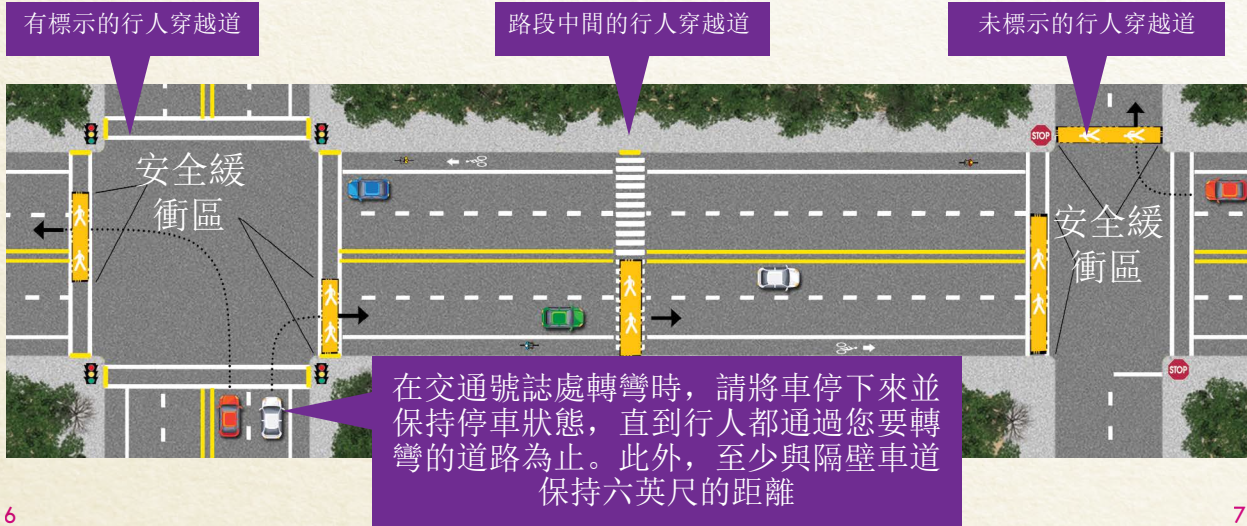 有標示的行人穿越道
路段中間的行人穿越道
未標示的行人穿越道
STOP
安全緩
衝區
安全緩
衝區
STOP
在交通號誌處轉彎時，請將車停下來並
保持停車狀態，直到行人都通過您要轉
彎的道路為止。此外，至少與隔壁車道
保持六英尺的距離
6
7